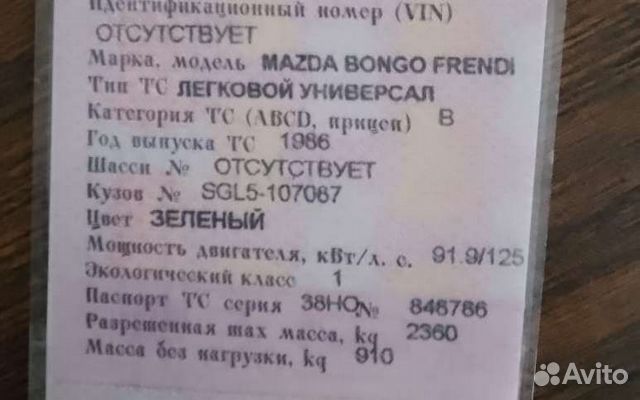 Идентификационный номер (VIN)
ОТСУТСТВУЕТ
Марка, модель MAZDA BONGO FRENDI
Тип ТС ЛЕГКОВОЙ УНИВЕРСАЛ
Категория ТС (ABCD, прицеп) B
Год выпуска ТС 1986
Шасси № ОТСУТСТВУЕТ
Кузов № SGL5-107067
Цвет ЗЕЛЕНЫЙ
Мощность двигателя, кВт/л. с. 91.9/125
Экологический класс 1
Паспорт ТС серия 38НО № 846786
Разрешенная max масса, kg 2360
Масса без нагрузки, kg 910
Avito